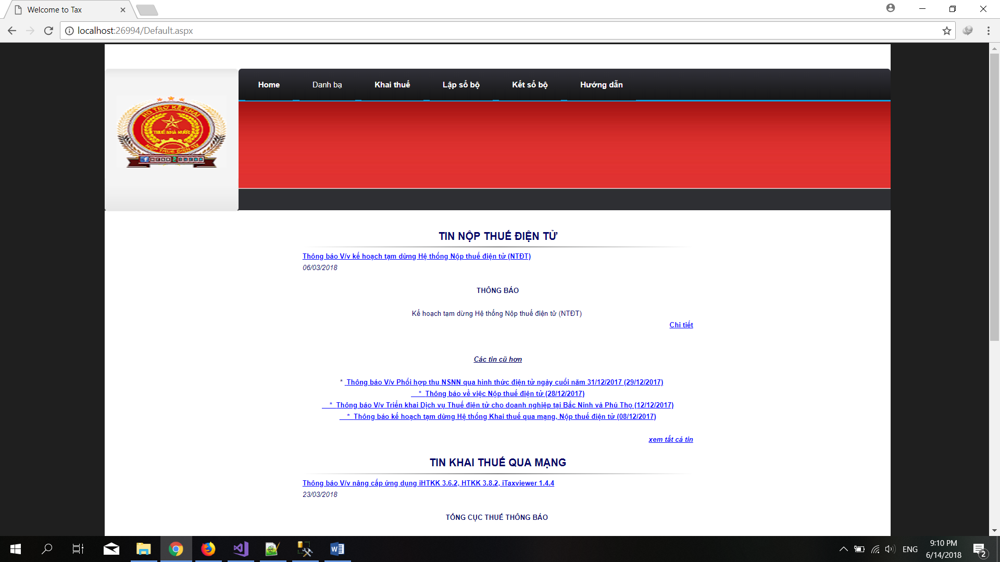 Welcome to Tax
localhost:26994/Default.aspx
Home Danh bạ Khai thuế Lập sổ bộ Kết sổ bộ Hướng dẫn
HỖ TRỢ KÊ KHAI
THUẾ NHÀ NƯỚC
NỘP THUẾ ĐIỆN TỬ
TIN NỘP THUẾ ĐIỆN TỬ
Thông báo V/v kế hoạch tạm dừng Hệ thống Nộp thuế điện tử (NTĐT)
06/03/2018
THÔNG BÁO
Kế hoạch tạm dừng Hệ thống Nộp thuế điện tử (NTĐT)
Chi tiết
Các tin cũ hơn
* Thông báo V/v Phối hợp thu NSNN qua hình thức điện tử ngày cuối năm 31/12/2017 (29/12/2017)
* Thông báo về việc Nộp thuế điện tử (28/12/2017)
* Thông báo V/v Triển khai Dịch vụ Thuế điện tử cho doanh nghiệp tại Bắc Ninh và Phú Thọ (12/12/2017)
* Thông báo kế hoạch tạm dừng Hệ thống Khai thuế qua mạng, Nộp thuế điện tử (08/12/2017)
xem tất cả tin
TIN KHAI THUẾ QUA MẠNG
Thông báo V/v nâng cấp ứng dụng iHTKK 3.6.2, HTKK 3.8.2, iTaxviewer 1.4.4
23/03/2018
TỔNG CỤC THUẾ THÔNG BÁO
ENG
9:10 PM
6/14/2018
2